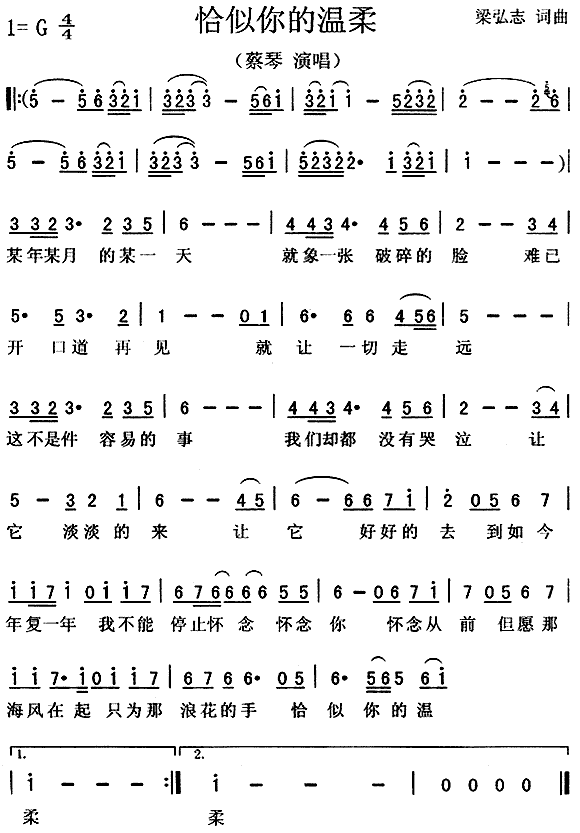 恰似你的温柔
1= G 4/4
梁弘志 词曲
（蔡琴 演唱）
‖:(5 — 5 6 3 2 1 | 3 2 3 3 — 5 6 1 | 3 2 1 1 — 5 2 3 2 | 2 — — 2 6 |
5 — 5 6 3 2 1 | 3 2 3 3 — 5 6 1 | 5 2 3 2 2· 1 3 2 1 | 1 — — —)|
3 3 2 3· 2 3 5 | 6 — — — | 4 4 3 4· 4 5 6 | 2 — — 3 4 |
某年某月 的某一 天 就象一张 破碎的 脸 难已
5· 5 3· 2 | 1 — — 0 1 | 6· 6 6 4 5 6 | 5 — — — |
开 口道 再 见 就 让 一切走 远
3 3 2 3· 2 3 5 | 6 — — — | 4 4 3 4· 4 5 6 | 2 — — 3 4 |
这不是件 容易的 事 我们却都 没有哭 泣 让
5 — 3 2 1 | 6 — — 4 5 | 6 — 6 6 7 1 | 2 0 5 6 7 |
它 淡淡的 来 让 它 好好的 去 到如今
1 1 7 1 0 1 1 7 | 6 7 6 6 6 6 5 5 | 6 — 0 6 7 1 | 7 0 5 6 7 |
年复一年 我不能 停止怀 念 怀念 你 怀念从 前 但愿那
1 1 7· 1 0 1 1 7 | 6 7 6 6· 0 5 | 6· 5 6 5 6 1
海风在 起 只为那 浪花的手 恰 似 你的温
1. 2.
| 1 — — — :‖ 1 — — — | 0 0 0 0 ‖
柔 柔